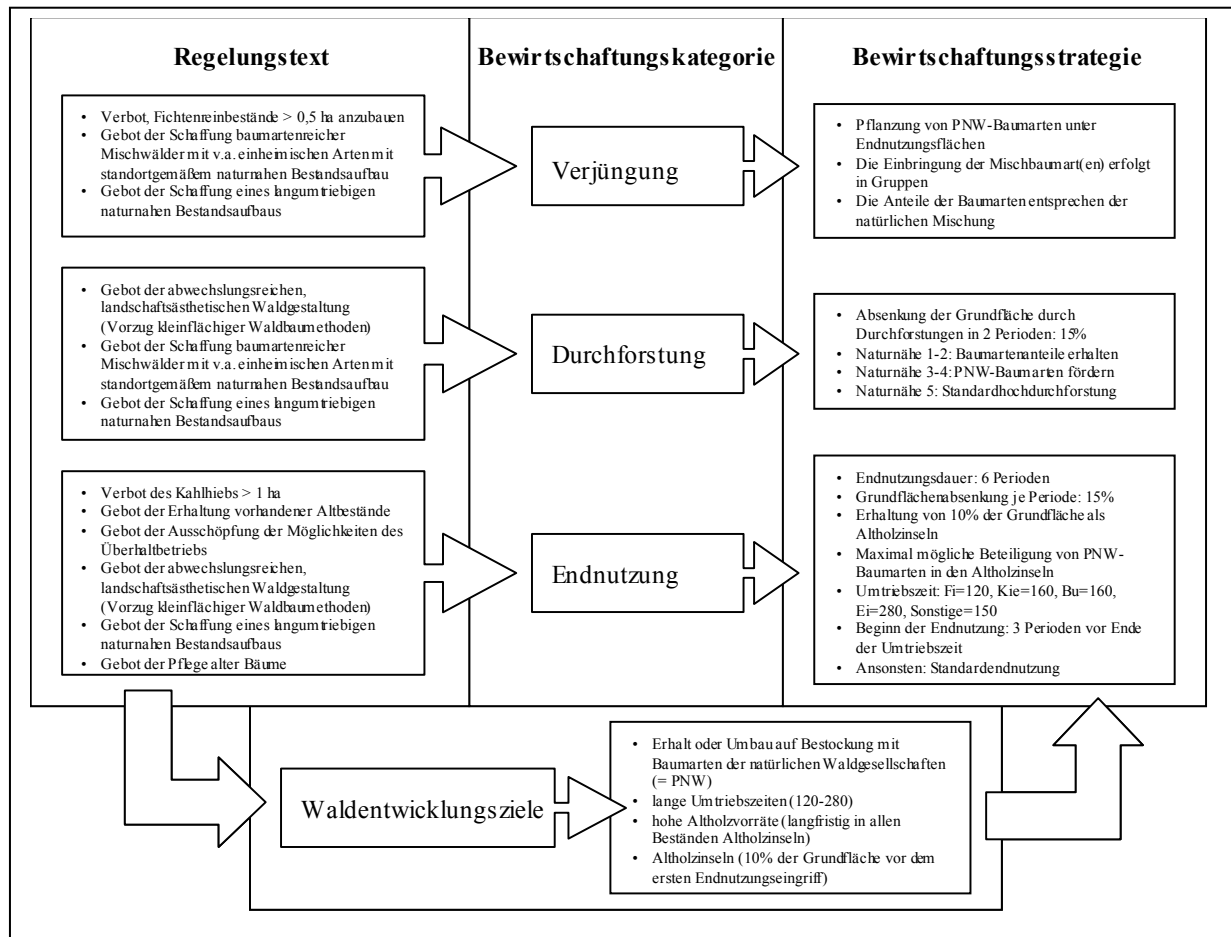 Regelungstext
Bewirtschaftungskategorie
Bewirtschaftungsstrategie
• Verbot, Fichtenreinbestände > 0,5 ha anzubauen
• Gebot der Schaffung baumartenreicher
Mischwälder mit v.a. einheimischen Arten mit
standortgemäßem naturnahen Bestandsaufbau
• Gebot der Schaffung eines langumtriebigen
naturnahen Bestandsaufbaus
Verjüngung
• Pflanzung von PNW-Baumarten unter
Endnutzungsflächen
• Die Einbringung der Mischbaumart(en) erfolgt
in Gruppen
• Die Anteile der Baumarten entsprechen der
natürlichen Mischung
• Gebot der abwechslungsreichen,
landschaftsästhetischen Waldgestaltung
(Vorzug kleinflächiger Waldbaumethoden)
• Gebot der Schaffung baumartenreicher
Mischwälder mit v.a. einheimischen Arten mit
standortgemäßem naturnahen Bestandsaufbau
• Gebot der Schaffung eines langumtriebigen
naturnahen Bestandsaufbaus
Durchforstung
• Absenkung der Grundfläche durch
Durchforstungen in 2 Perioden: 15%
• Naturnähe 1-2: Baumartenanteile erhalten
• Naturnähe 3-4: PNW-Baumarten fördern
• Naturnähe 5: Standardhochdurchforstung
• Verbot des Kahlhiebs > 1 ha
• Gebot der Erhaltung vorhandener Altbestände
• Gebot der Ausschöpfung der Möglichkeiten des
Überhaltbetriebs
• Gebot der abwechslungsreichen,
landschaftsästhetischen Waldgestaltung
(Vorzug kleinflächiger Waldbaumethoden)
• Gebot der Schaffung eines langumtriebigen
naturnahen Bestandsaufbaus
• Gebot der Pflege alter Bäume
Endnutzung
• Endnutzungsdauer: 6 Perioden
• Grundflächenabsenkung je Periode: 15%
• Erhaltung von 10% der Grundfläche als
Altholzinseln
• Maximal mögliche Beteiligung von PNW-
Baumarten in den Altholzinseln
• Umtriebszeit: Fi=120, Kie=160, Bu=160,
Ei=280, Sonstige=150
• Beginn der Endnutzung: 3 Perioden vor Ende
der Umtriebszeit
• Ansonsten: Standardendnutzung
Waldentwicklungsziele
• Erhalt oder Umbau auf Bestockung mit
Baumarten der natürlichen Waldgesellschaften
(= PNW)
• lange Umtriebszeiten (120-280)
• hohe Altholzvorräte (langfristig in allen
Beständen Altholzinseln)
• Altholzinseln (10% der Grundfläche vor dem
ersten Endnutzungseingriff)